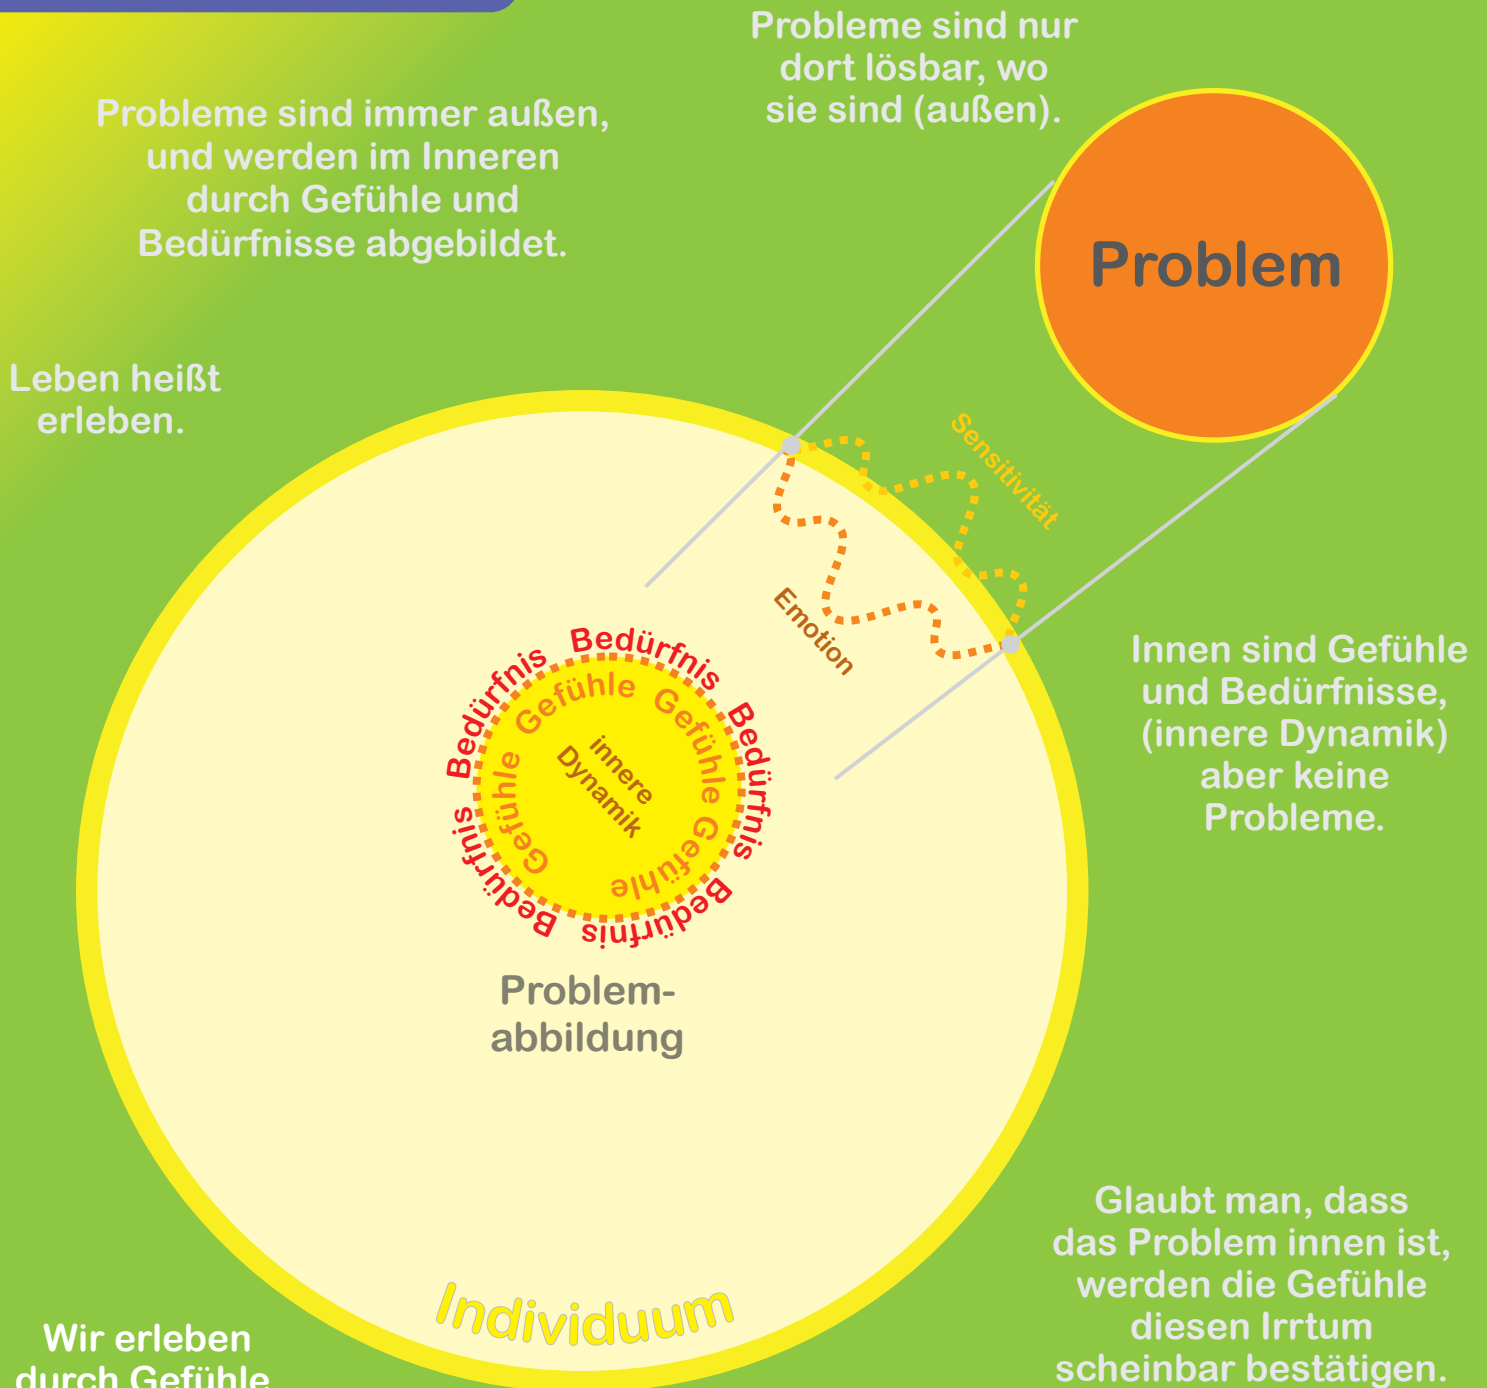 Probleme sind nur
dort lösbar, wo
sie sind (außen).
Probleme sind immer außen,
und werden im Inneren
durch Gefühle und
Bedürfnisse abgebildet.
Problem
Leben heißt
erleben.
Sensitivität
Emotion
Bedürfnis Bedürfnis Bedürfnis Bedürfnis Bedürfnis
Gefühle Gefühle Gefühle Gefühle
innere
Dynamik
Innen sind Gefühle
und Bedürfnisse,
(innere Dynamik)
aber keine
Probleme.
Problem-
abbildung
Glaubt man, dass
das Problem innen ist,
werden die Gefühle
diesen Irrtum
scheinbar bestätigen.
Individuum
Wir erleben
durch Gefühle